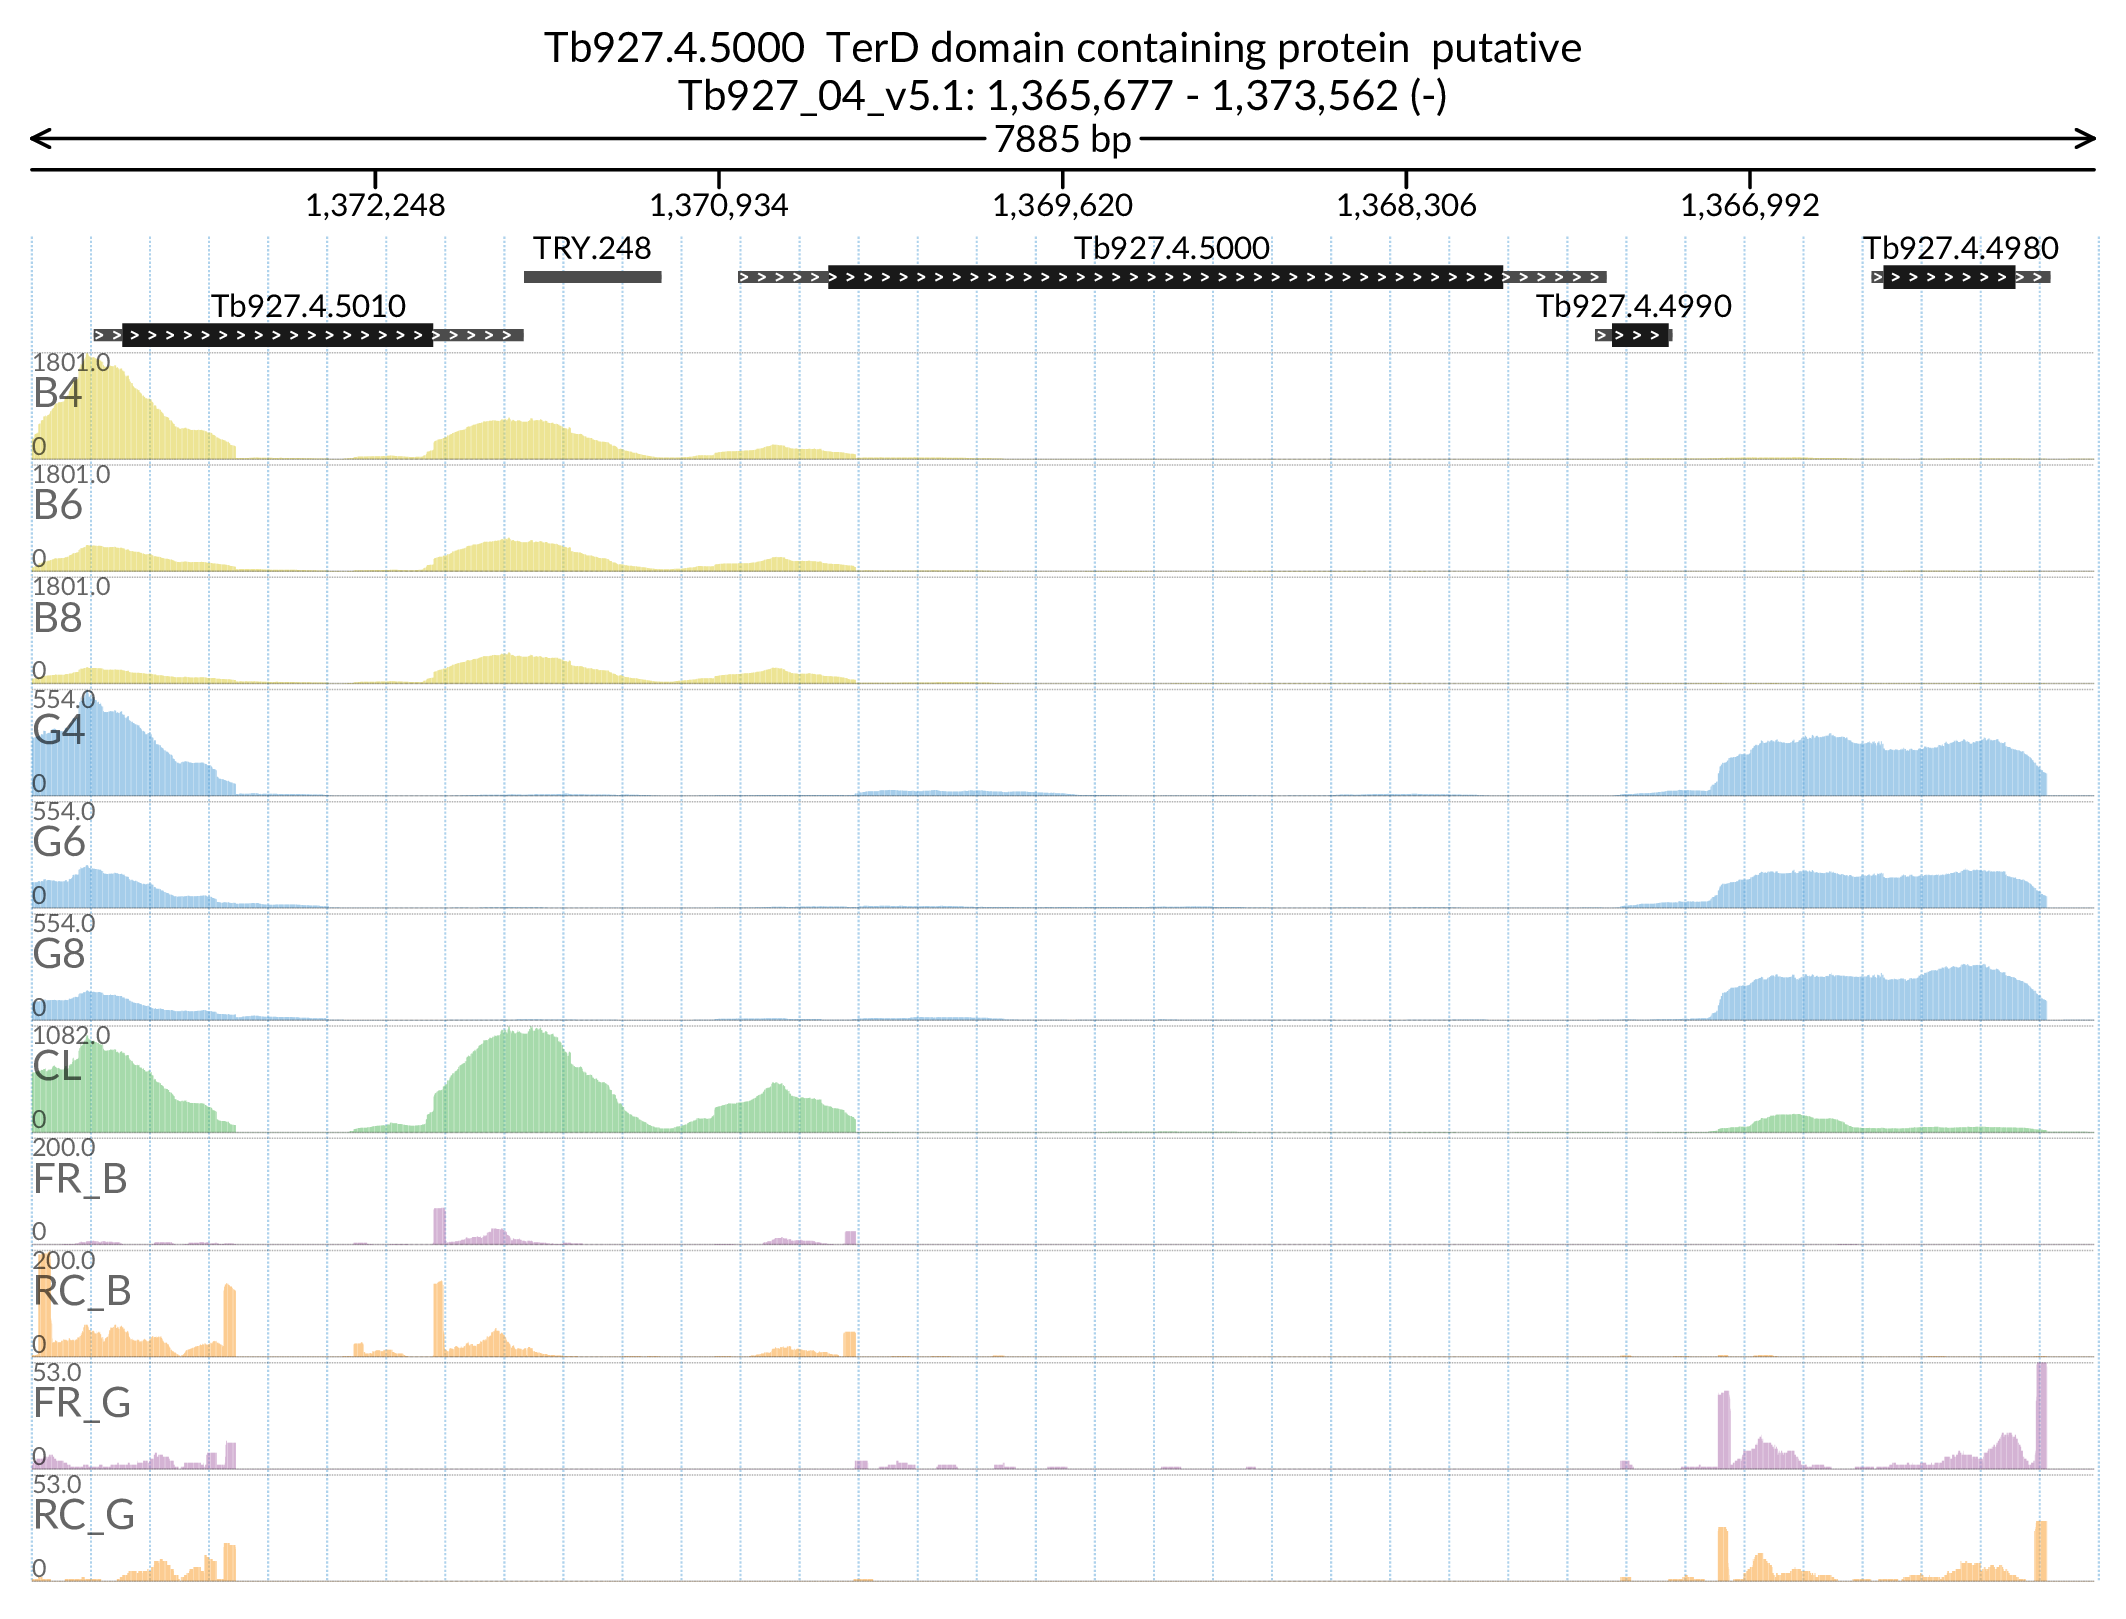 Tb927.4.5000  TerD domain containing protein  putative
Tb927_04_v5.1: 1,365,677 - 1,373,562 (-)
7885 bp
1,372,248 1,370,934 1,369,620 1,368,306 1,366,992
TRY.248 Tb927.4.5000 Tb927.4.4980
Tb927.4.5010 Tb927.4.4990
1801.0
B4
0
1801.0
B6
0
1801.0
B8
0
554.0
G4
0
554.0
G6
0
554.0
G8
0
1082.0
CL
0
200.0
FR_B
0
200.0
RC_B
0
53.0
FR_G
0
53.0
RC_G
0